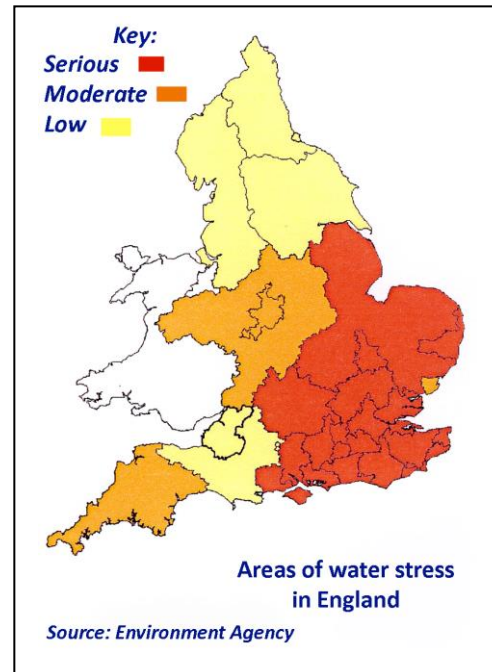 Key:
Serious
Moderate
Low
Areas of water stress
in England
Source: Environment Agency